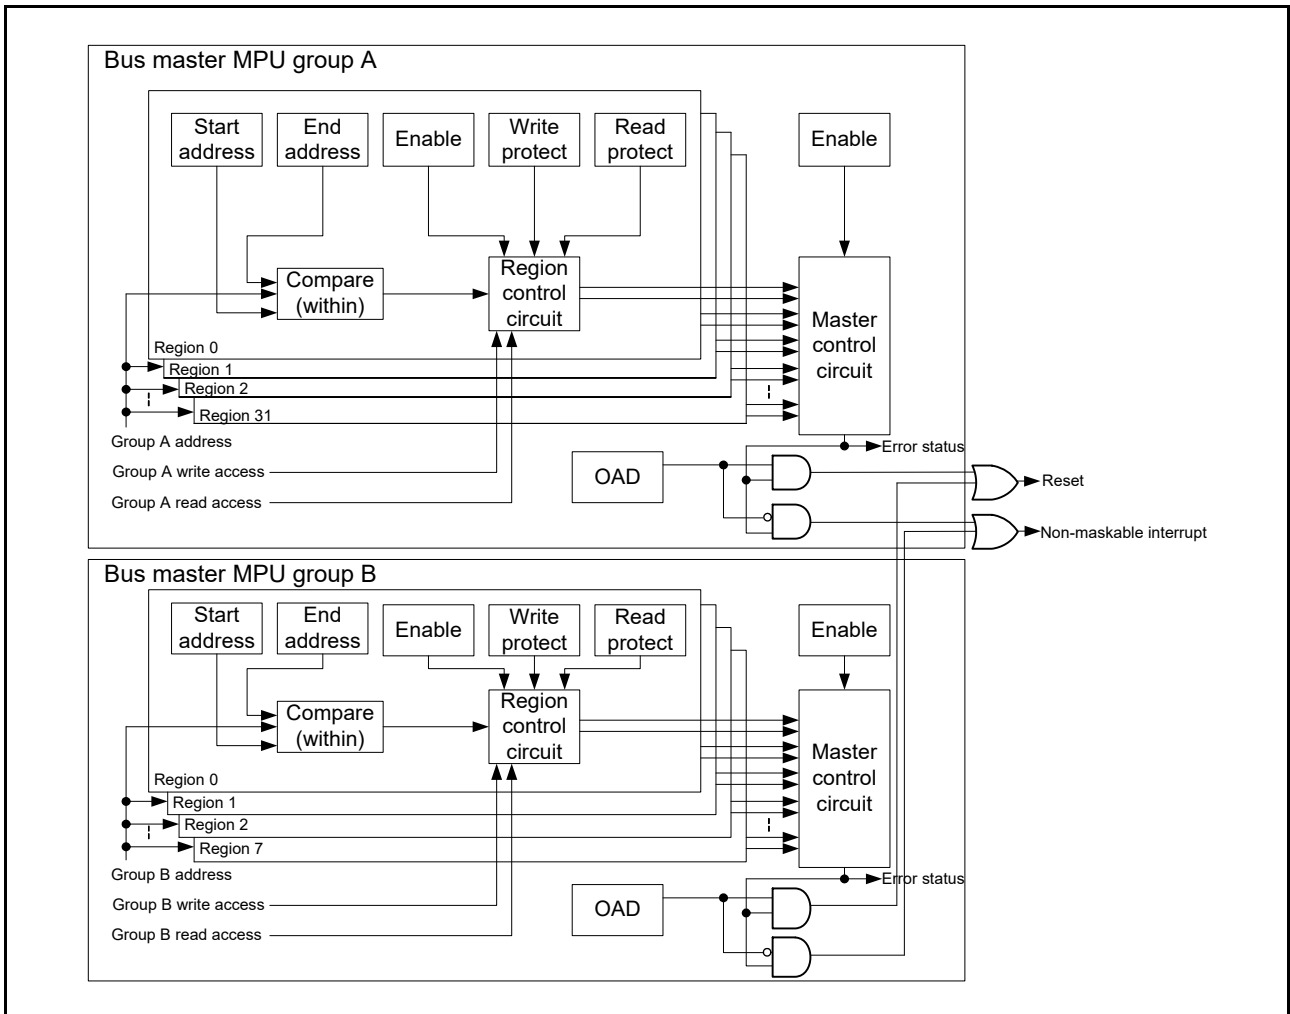 Bus master MPU group A
Start
address
End
address
Enable
Write
protect
Read
protect
Enable
Compare
(within)
Region
control
circuit
Master
control
circuit
Region 0
Region 1
Region 2
Region 31
Group A address
Group A write access
Group A read access
OAD
Error status
Reset
Non-maskable interrupt
Bus master MPU group B
Start
address
End
address
Enable
Write
protect
Read
protect
Enable
Compare
(within)
Region
control
circuit
Master
control
circuit
Region 0
Region 1
Region 2
Region 7
Group B address
Group B write access
Group B read access
OAD
Error status